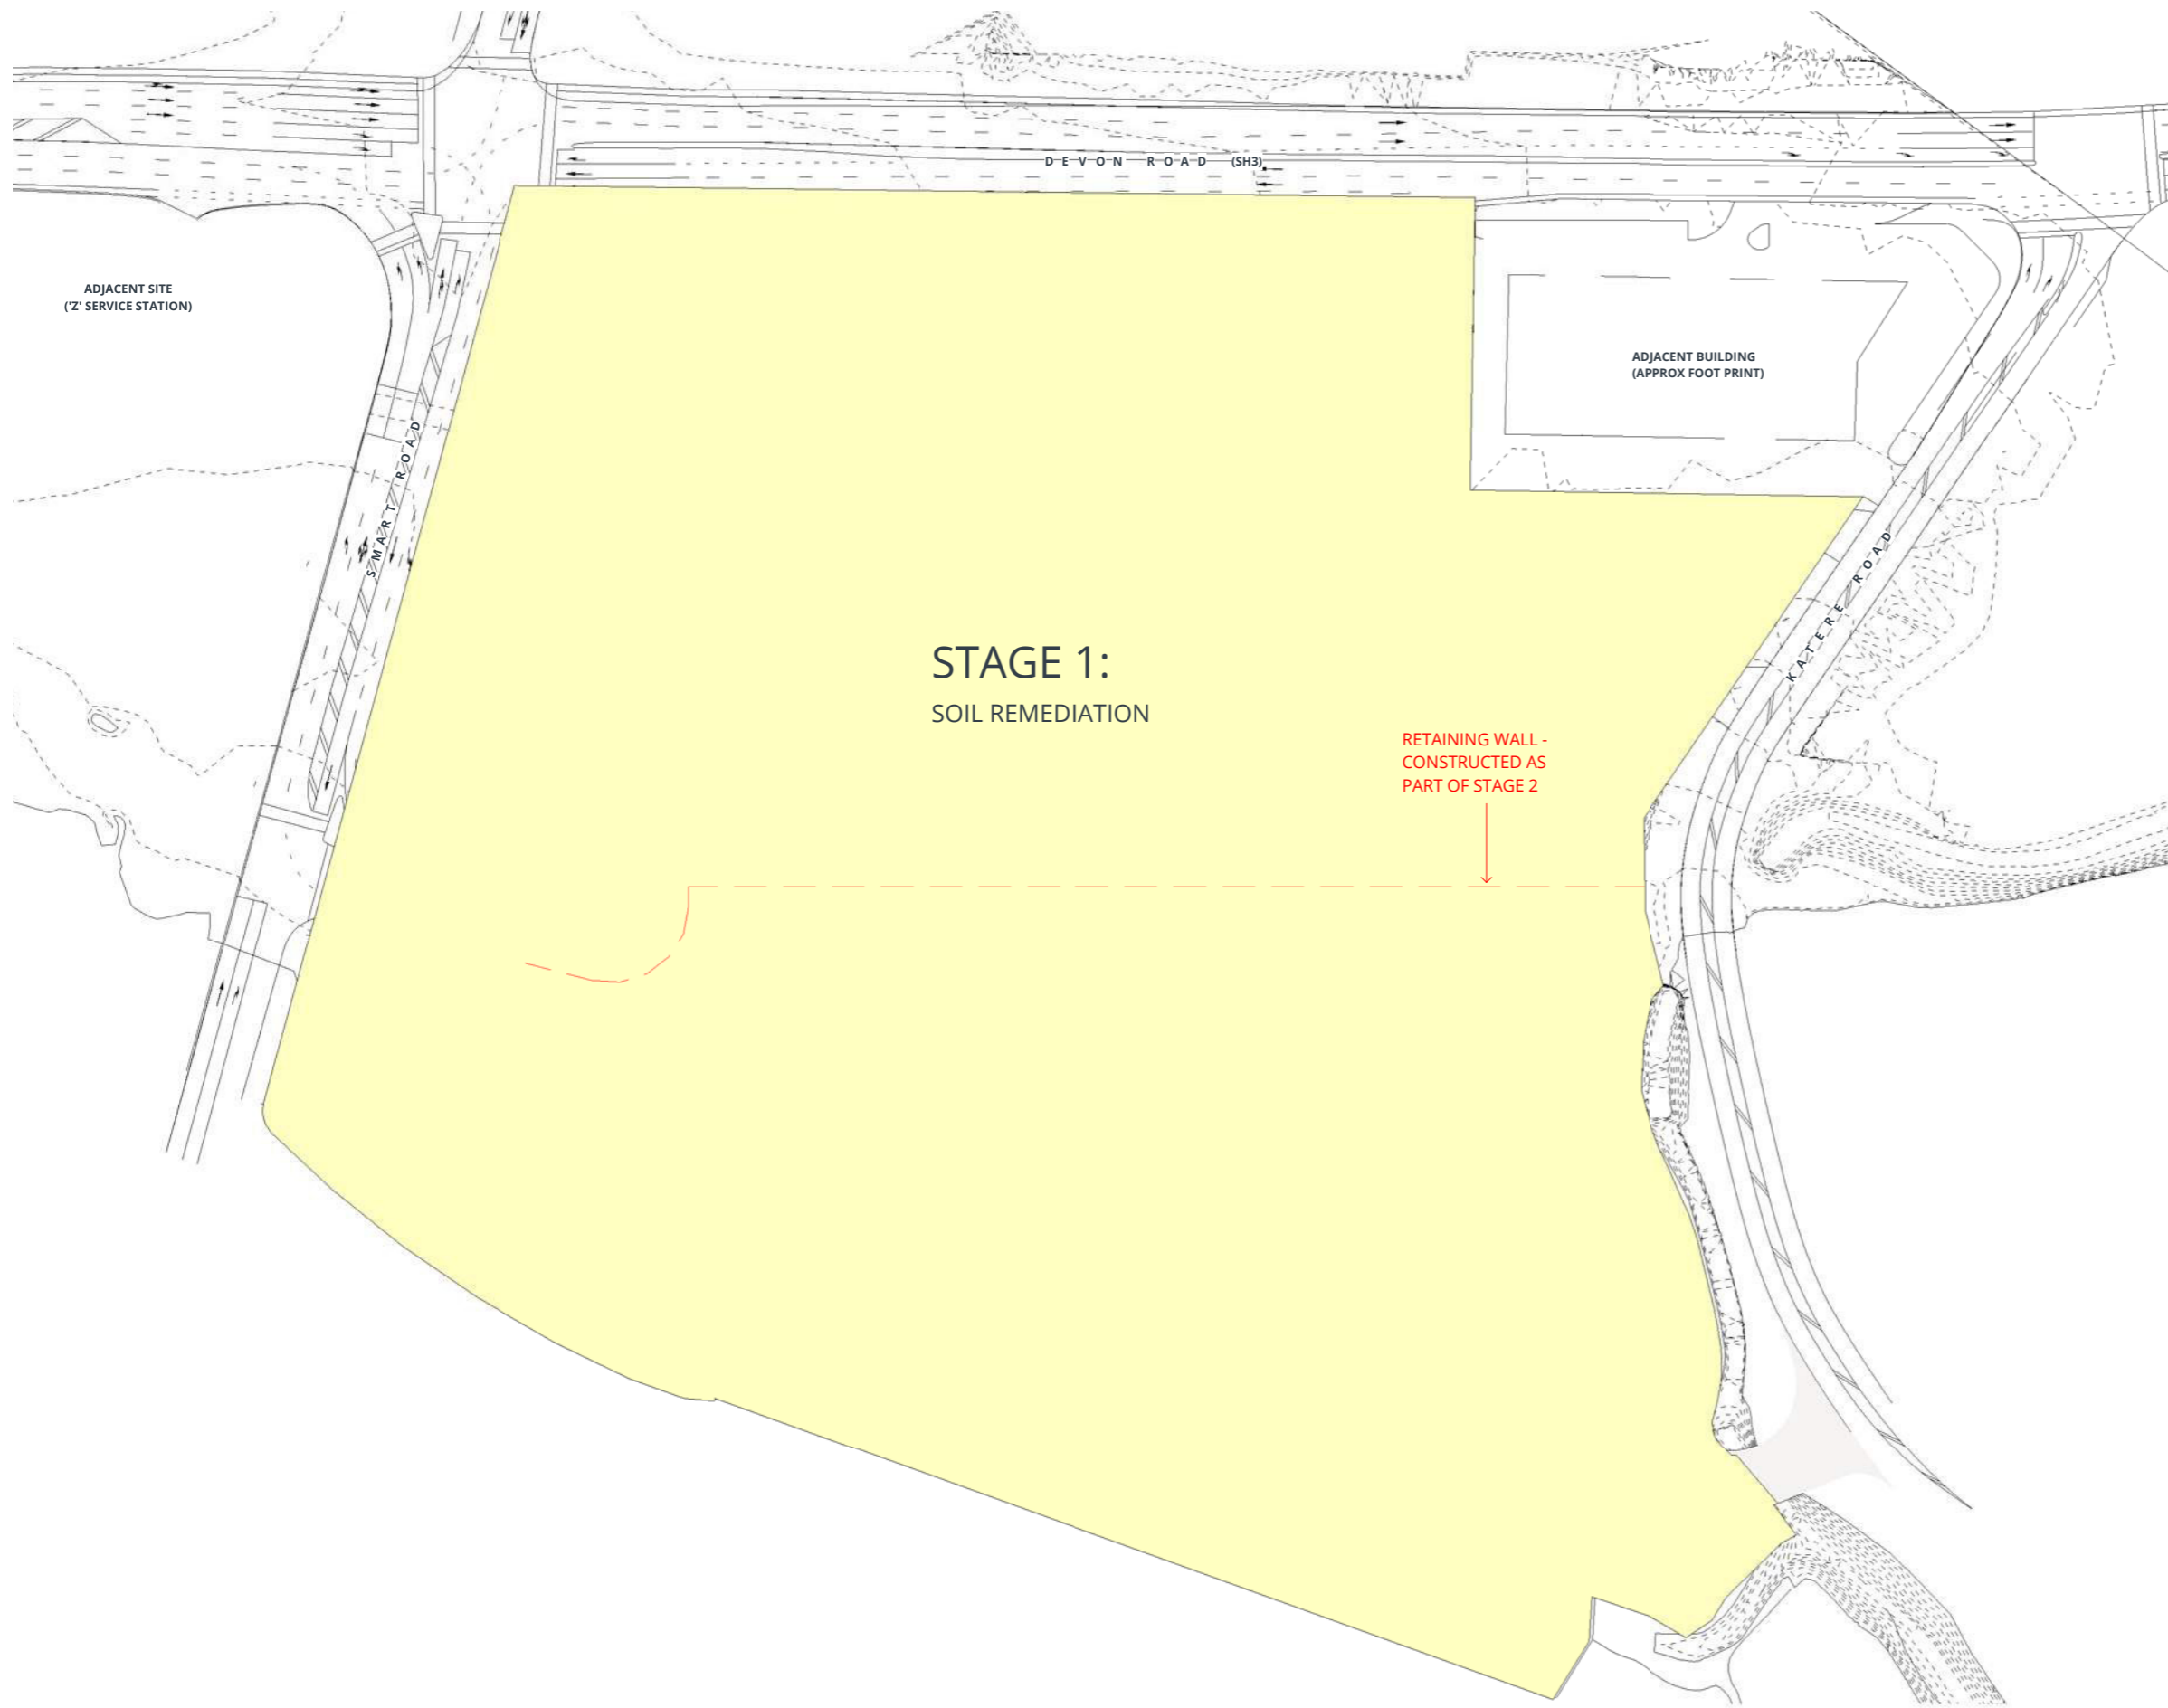 DEVON ROAD (SH3)
ADJACENT SITE
('Z' SERVICE STATION)
ADJACENT BUILDING
(APPROX FOOT PRINT)
SMART ROAD
KATERE ROAD
STAGE 1:
SOIL REMEDIATION
RETAINING WALL -
CONSTRUCTED AS
PART OF STAGE 2